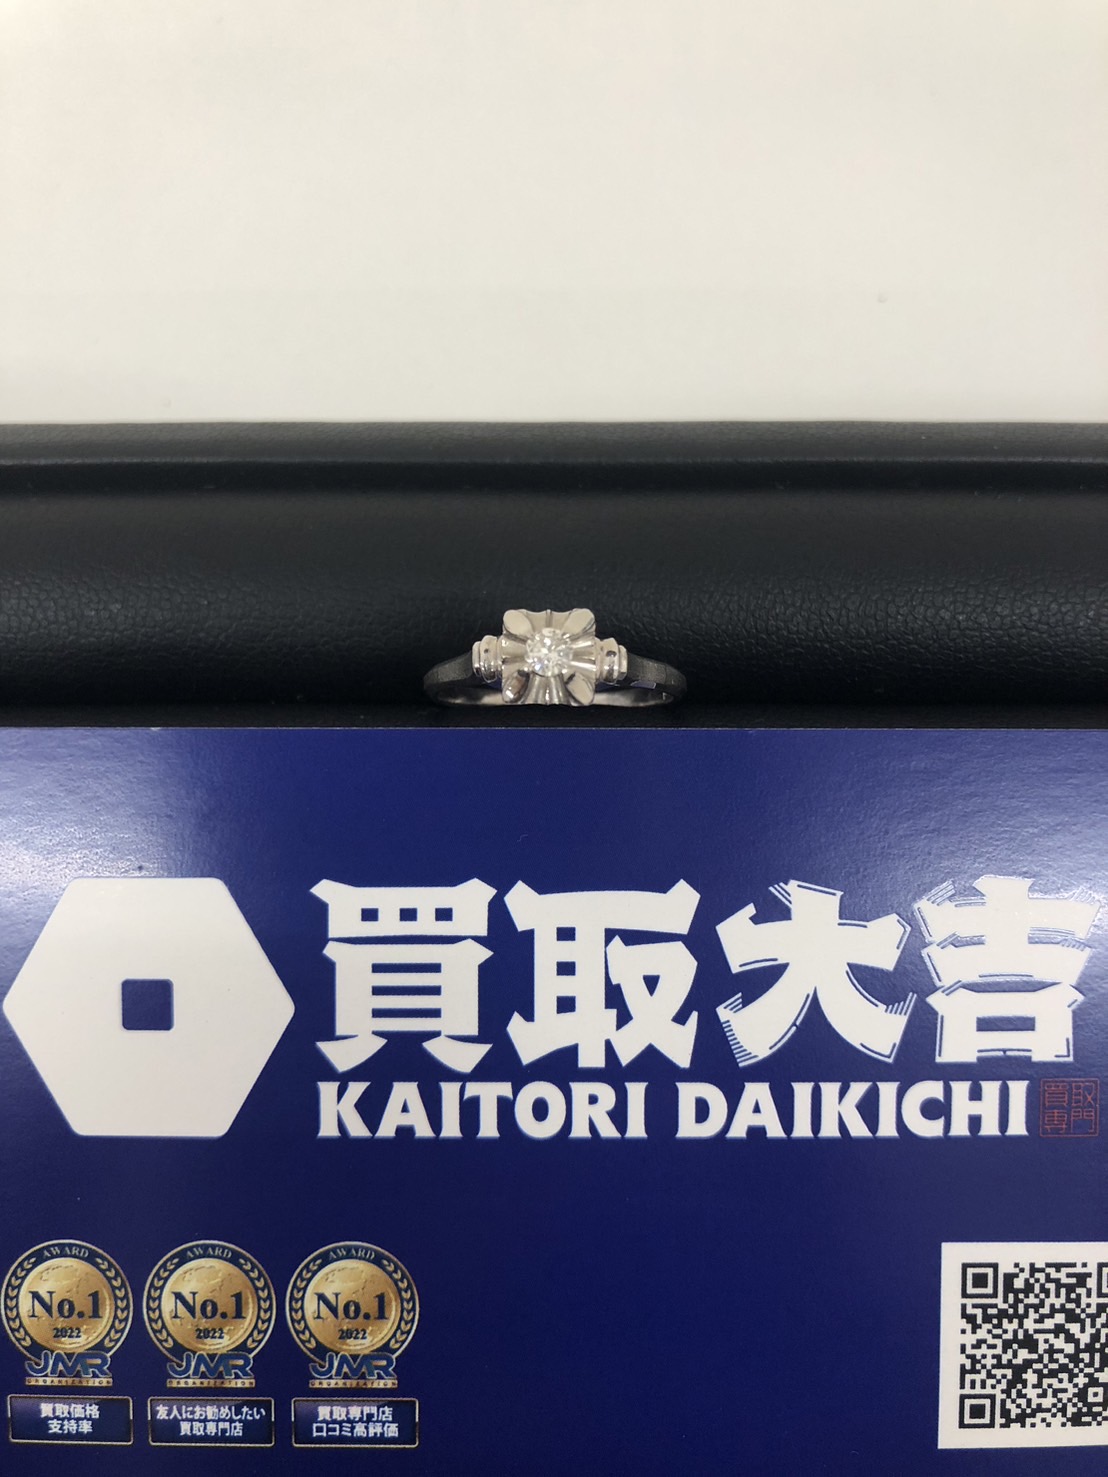 買取大吉
KAITORI DAIKICHI
買取
専門
AWARD
No.1
2022
JMR
ORGANIZATION
買取価格
支持率
AWARD
No.1
2022
JMR
ORGANIZATION
友人にお勧めしたい
買取専門店
AWARD
No.1
2022
JMR
ORGANIZATION
買取専門店
口コミ高評価